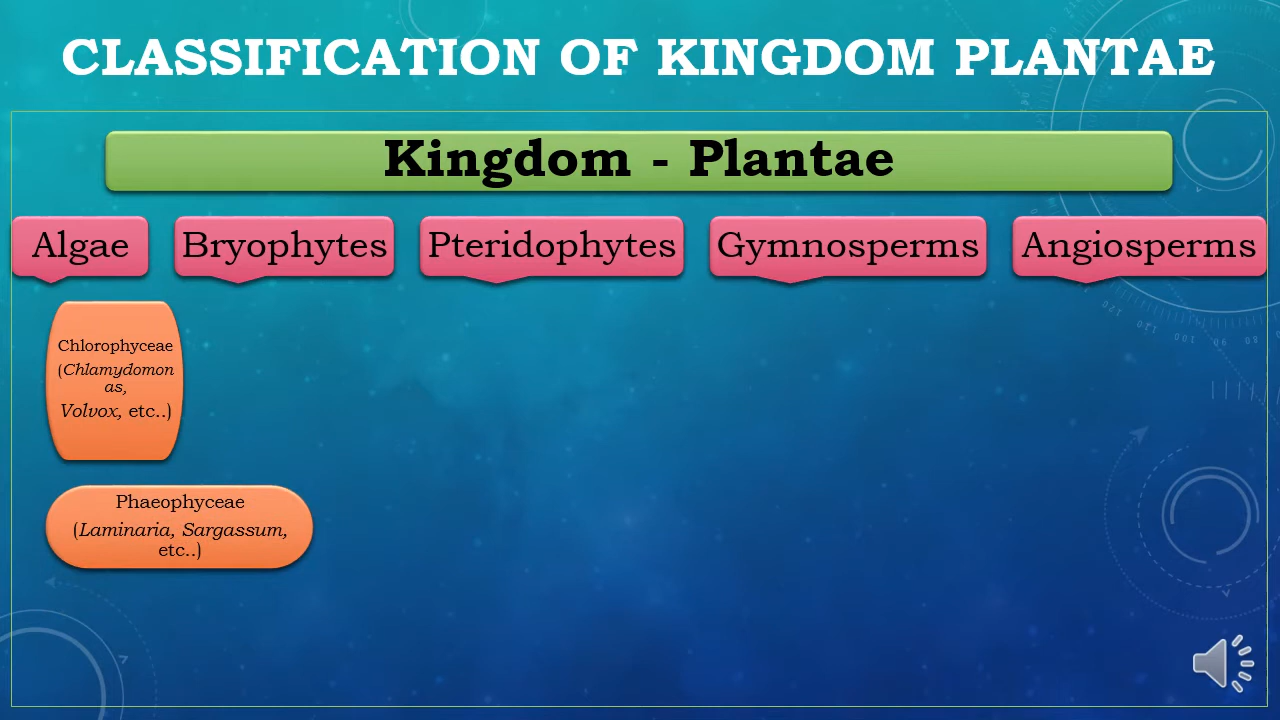 CLASSIFICATION OF KINGDOM PLANTAE
Kingdom - Plantae
Algae
Bryophytes
Pteridophytes
Gymnosperms
Angiosperms
Chlorophyceae
(Chlamydomon
as,
Volvox, etc..)
Phaeophyceae
(Laminaria, Sargassum,
etc..)